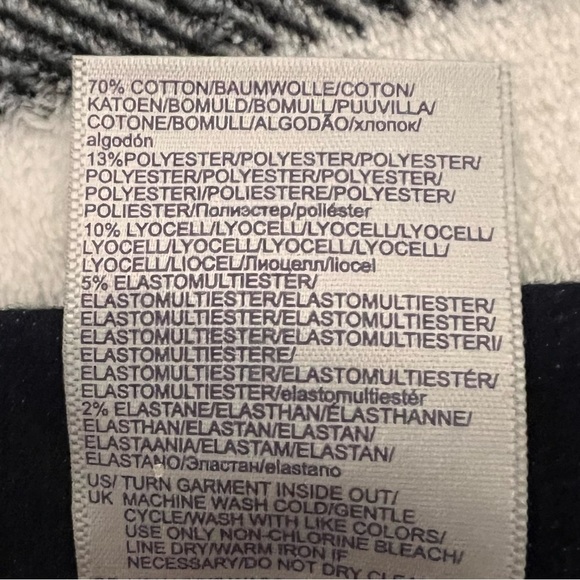 70% COTTON/BAUMWOLLE/COTON/
KATOEN/BOMULD/BOMULL/PUUVILLA/
COTONE/BOMULL/ALGODÃO/хлопок/
algodón
13%POLYESTER/POLYESTER/POLYESTER/
POLYESTER/POLYESTER/POLYESTER/
POLYESTERI/POLIESTERE/POLYESTER/
POLIESTER/Полиэстер/poliéster
10% LYOCELL/LYOCELL/LYOCELL/LYOCELL/
LYOCELL/LYOCELL/LYOCELL/LYOCELL/
LYOCELL/LIOCEL/Лиоцелл/liocel
5% ELASTOMULTIESTER/
ELASTOMULTIESTER/ELASTOMULTIESTER/
ELASTOMULTIESTER/ELASTOMULTIESTER/
ELASTOMULTIESTER/ELASTOMULTIESTERI/
ELASTOMULTIESTERE/
ELASTOMULTIESTER/ELASTOMULTIESTÉR/
ELASTOMULTIESTER/elastomultiestér
2% ELASTANE/ELASTHAN/ÉLASTHANNE/
ELASTHAN/ELASTAN/ELASTAN/
ELASTAANIA/ELASTAM/ELASTAN/
ELASTANO/Эластан/elastano
US/ TURN GARMENT INSIDE OUT/
UK MACHINE WASH COLD/GENTLE
CYCLE/WASH WITH LIKE COLORS/
USE ONLY NON-CHLORINE BLEACH/
LINE DRY/WARM IRON IF
NECESSARY/DO NOT DRY CLEAN